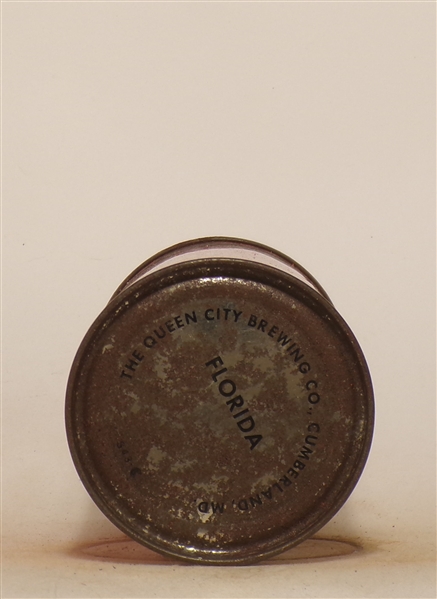 THE QUEEN CITY BREWING CO., CUMBERLAND, MD.
FLORIDA